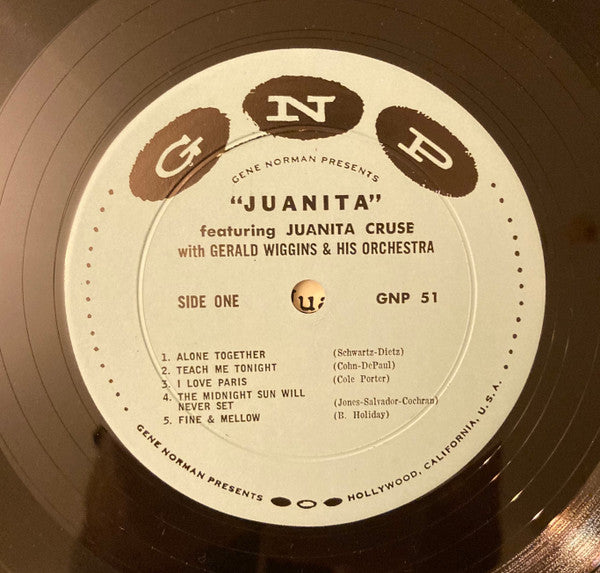 G N P
GENE NORMAN PRESENTS
"JUANITA"
featuring JUANITA CRUSE
with GERALD WIGGINS & HIS ORCHESTRA
SIDE ONE
GNP 51
1. ALONE TOGETHER (Schwartz-Dietz)
2. TEACH ME TONIGHT (Cohn-DePaul)
3. I LOVE PARIS (Cole Porter)
4. THE MIDNIGHT SUN WILL
NEVER SET (Jones-Salvador-Cochran)
5. FINE & MELLOW (B. Holiday)
GENE NORMAN PRESENTS
HOLLYWOOD, CALIFORNIA, U.S.A.